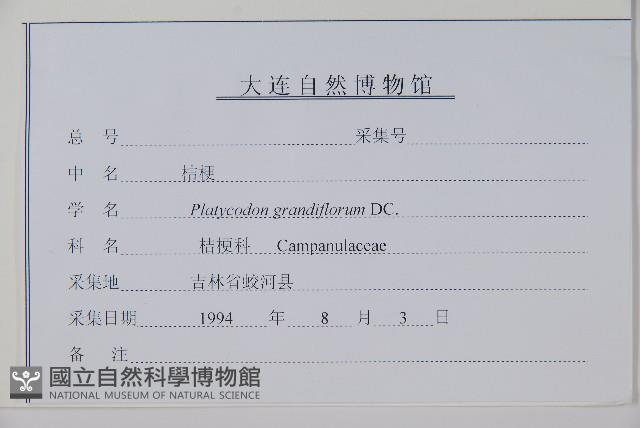 大连自然博物馆
总 号 采集号
中 名 桔梗
学 名 Platycodon grandiflorum DC.
科 名 桔梗科 Campanulaceae
采集地 吉林省蛟河县
采集日期 1994 年 8 月 3 日
备 注
國立自然科學博物館
NATIONAL MUSEUM OF NATURAL SCIENCE